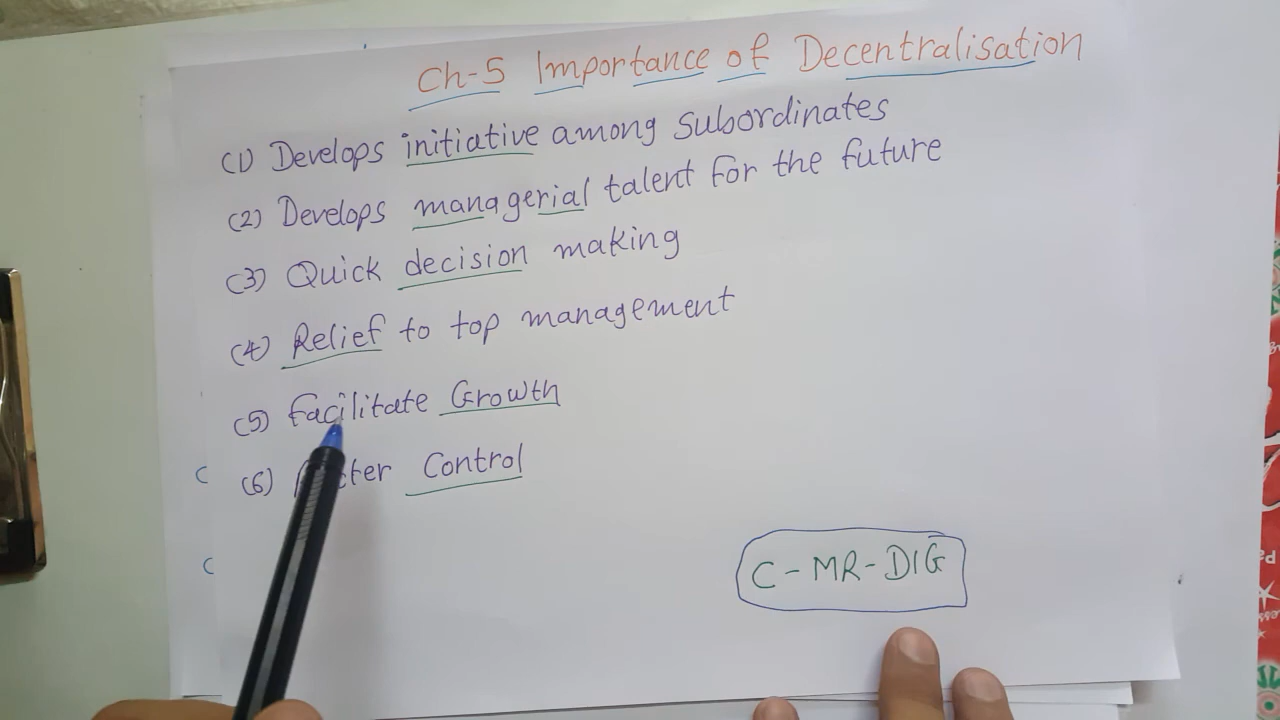 Ch-5 Importance of Decentralisation
(1) Develops initiative among Subordinates
(2) Develops managerial talent for the future
(3) Quick decision making
(4) Relief to top management
(5) Facilitate Growth
(6) Control
C-MR-DIG